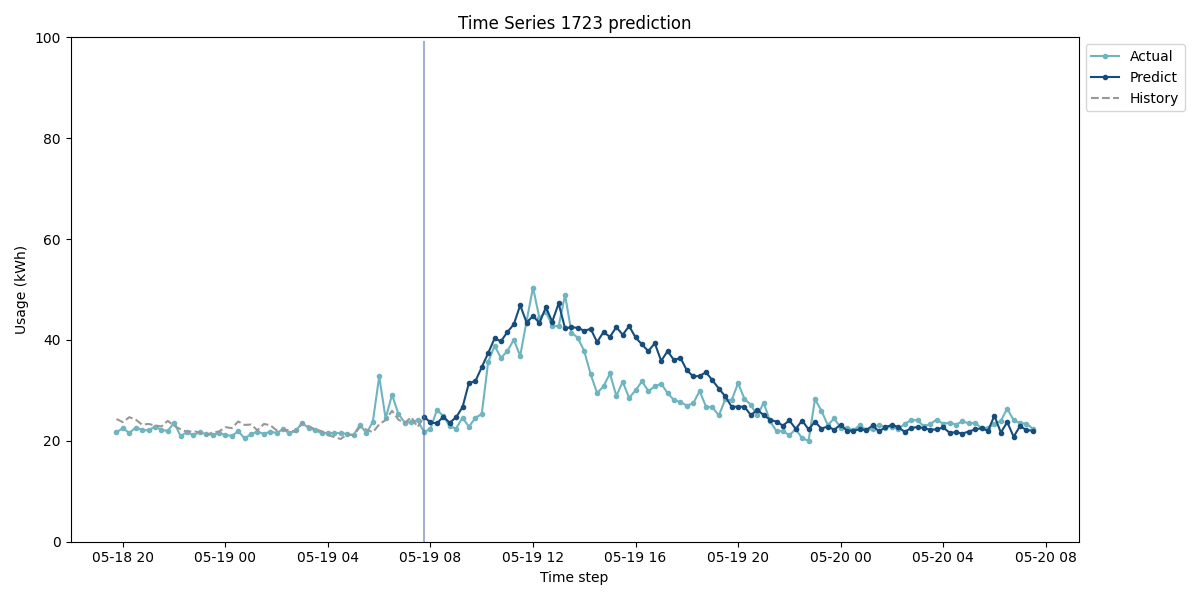 Time Series 1723 prediction
100
80
60
40
20
0
Usage (kWh)
05-18 20
05-19 00
05-19 04
05-19 08
05-19 12
05-19 16
05-19 20
05-20 00
05-20 04
05-20 08
Time step
Actual
Predict
History